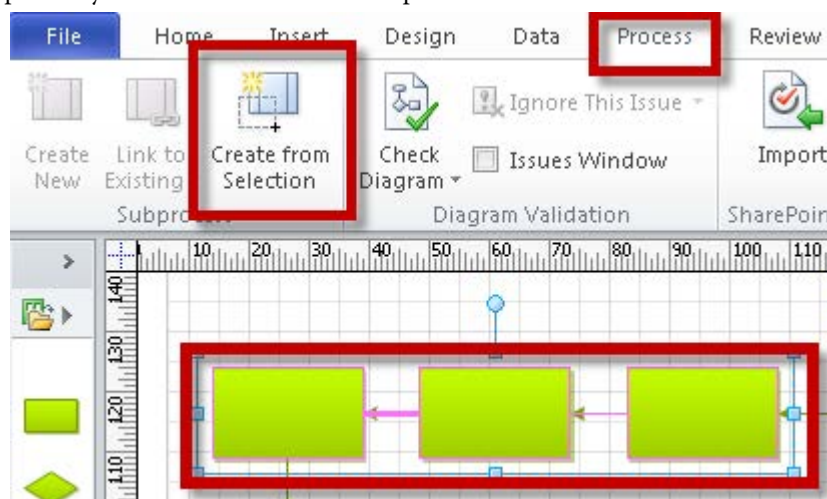 File Home Insert Design Data Process Review
Create New
Link to Existing
Create from Selection
Check Diagram
Ignore This Issue
Issues Window
Import
Diagram Validation
10 20 30 40 50 60 70 80 90 100 110
140
130
120
110